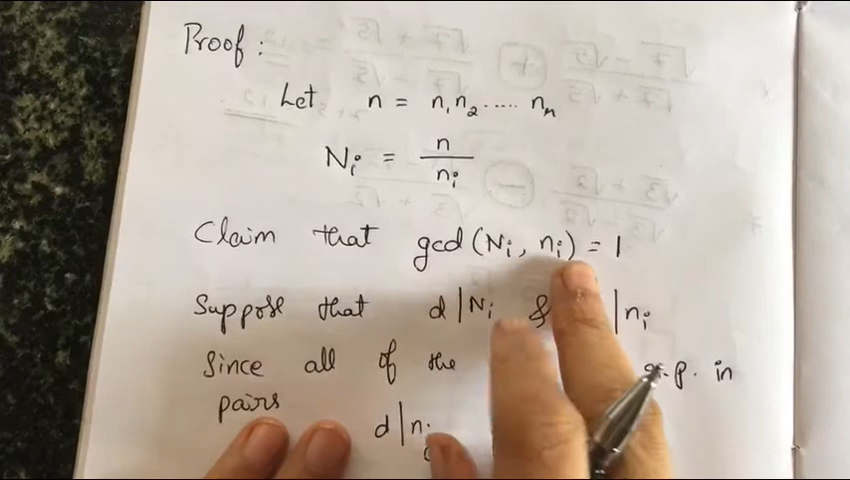 Proof :
Let n = n₁n₂ ..... nₙ
Nᵢ = n / nᵢ
Claim that gcd (Nᵢ, nᵢ) = 1
Suppose that d | Nᵢ & | nᵢ
Since all of the p. in
pairs
d | n